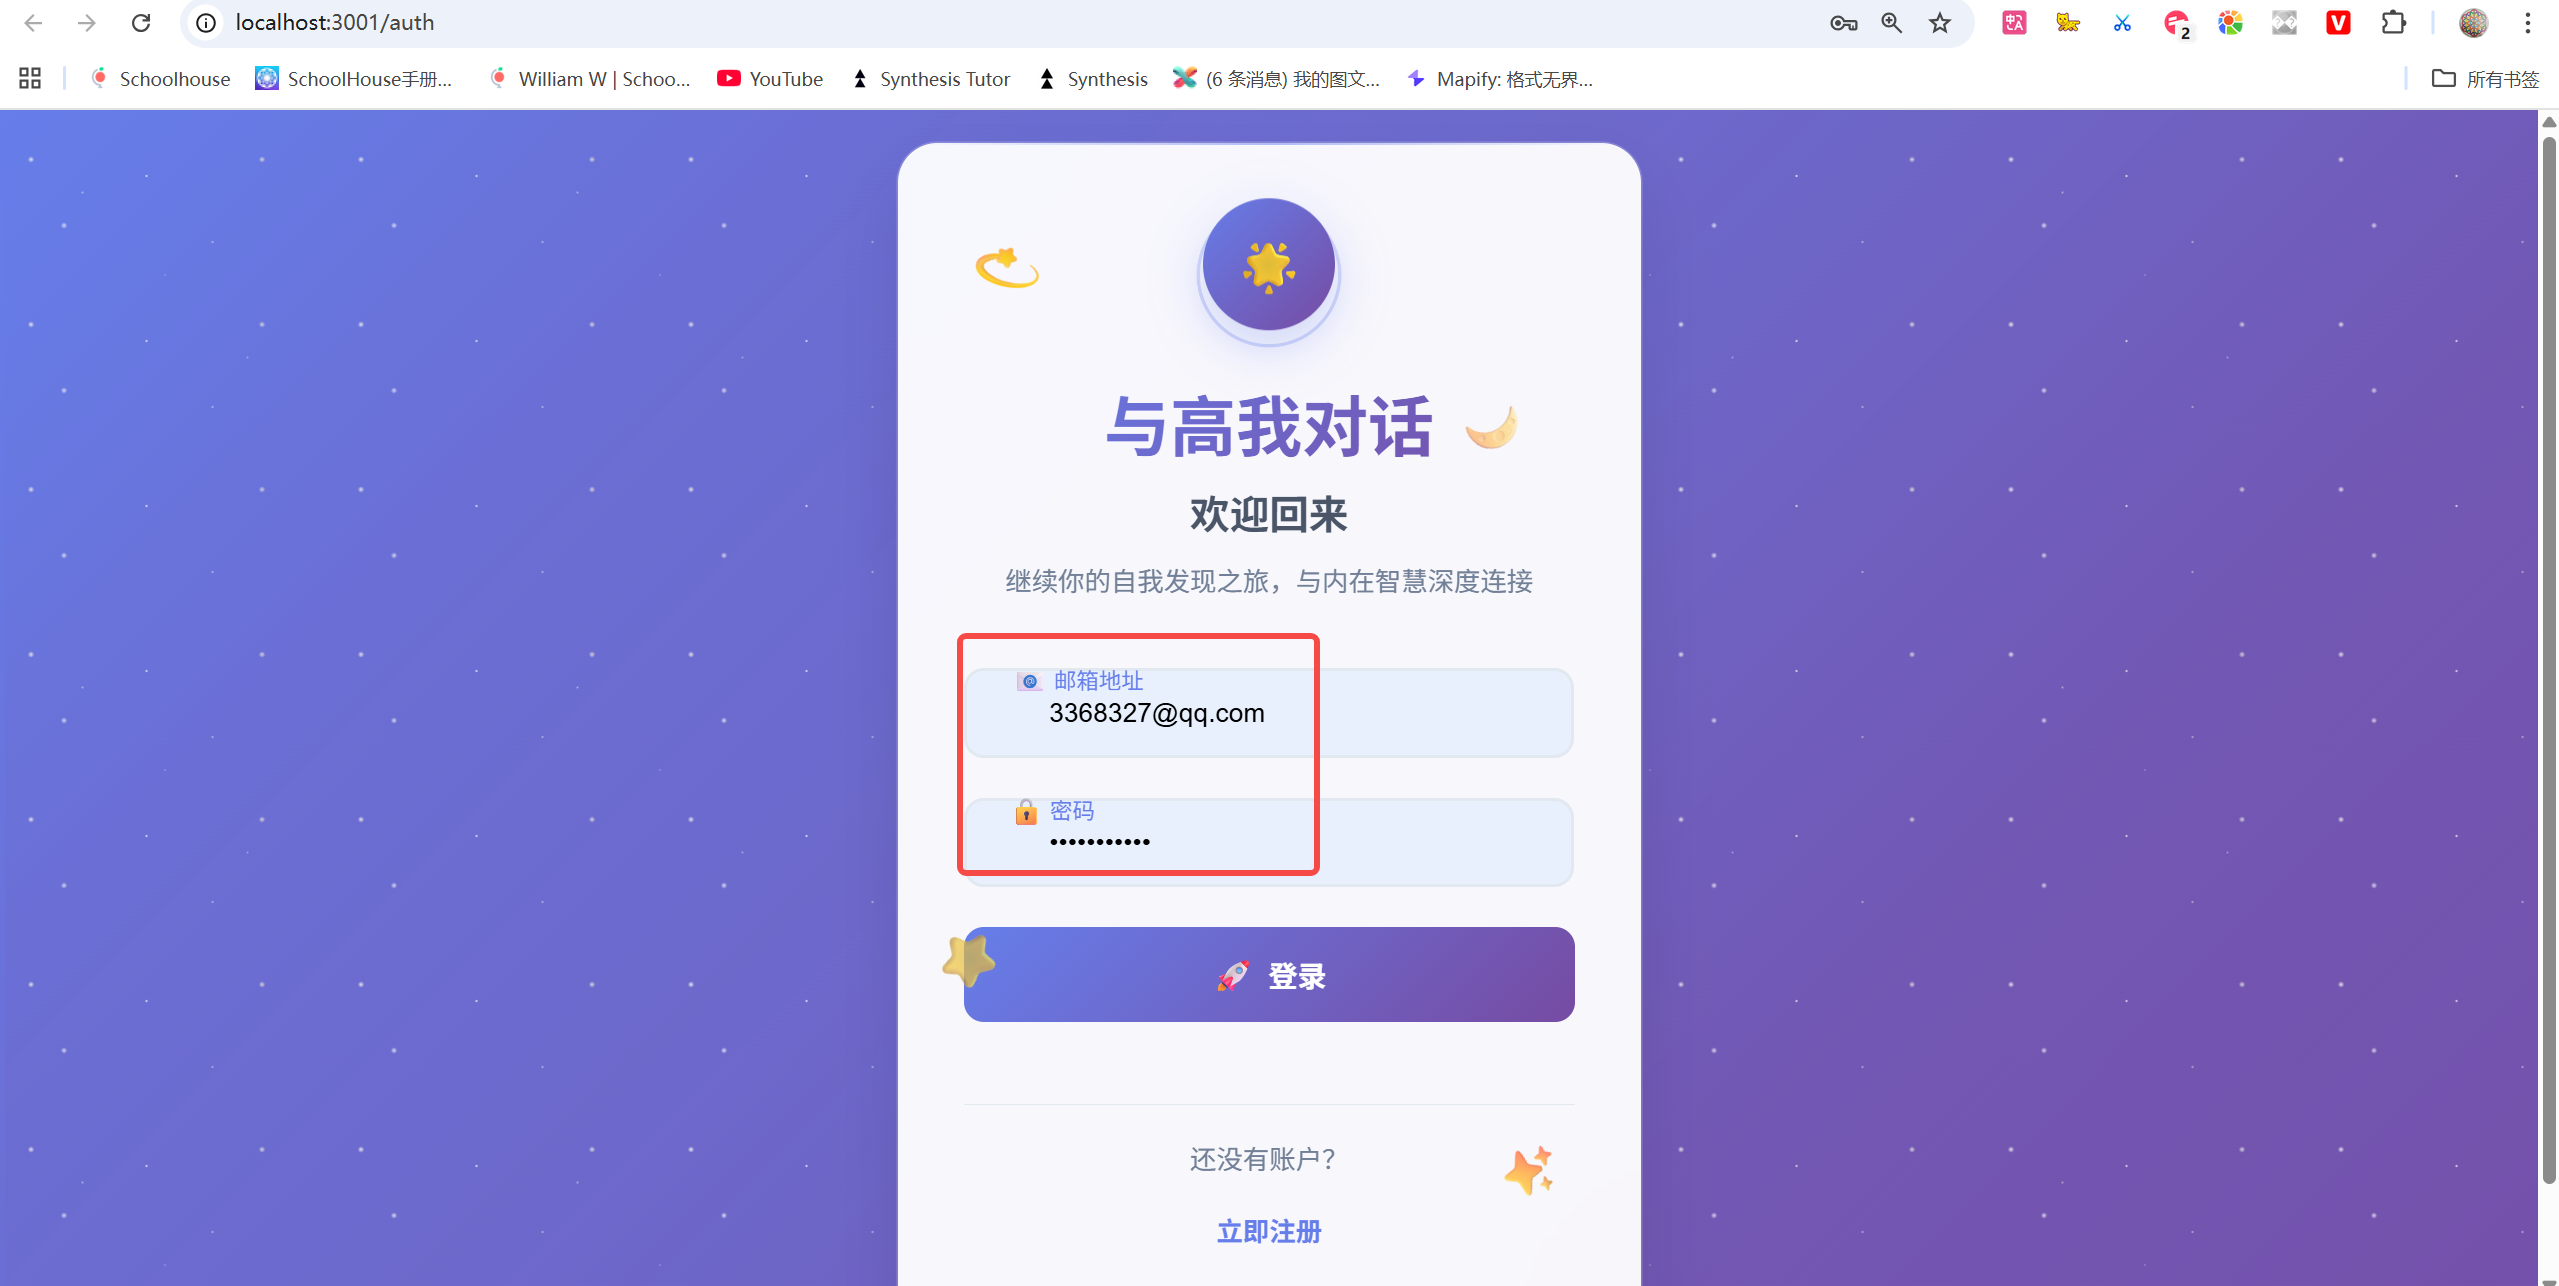 localhost:3001/auth
2
Schoolhouse
SchoolHouse手册...
William W | Schoo...
YouTube
Synthesis Tutor
Synthesis
(6 条消息) 我的图文...
Mapify: 格式无界...
所有书签
与高我对话
欢迎回来
继续你的自我发现之旅，与内在智慧深度连接
邮箱地址
3368327@qq.com
密码
•••••••••••
登录
还没有账户？
立即注册